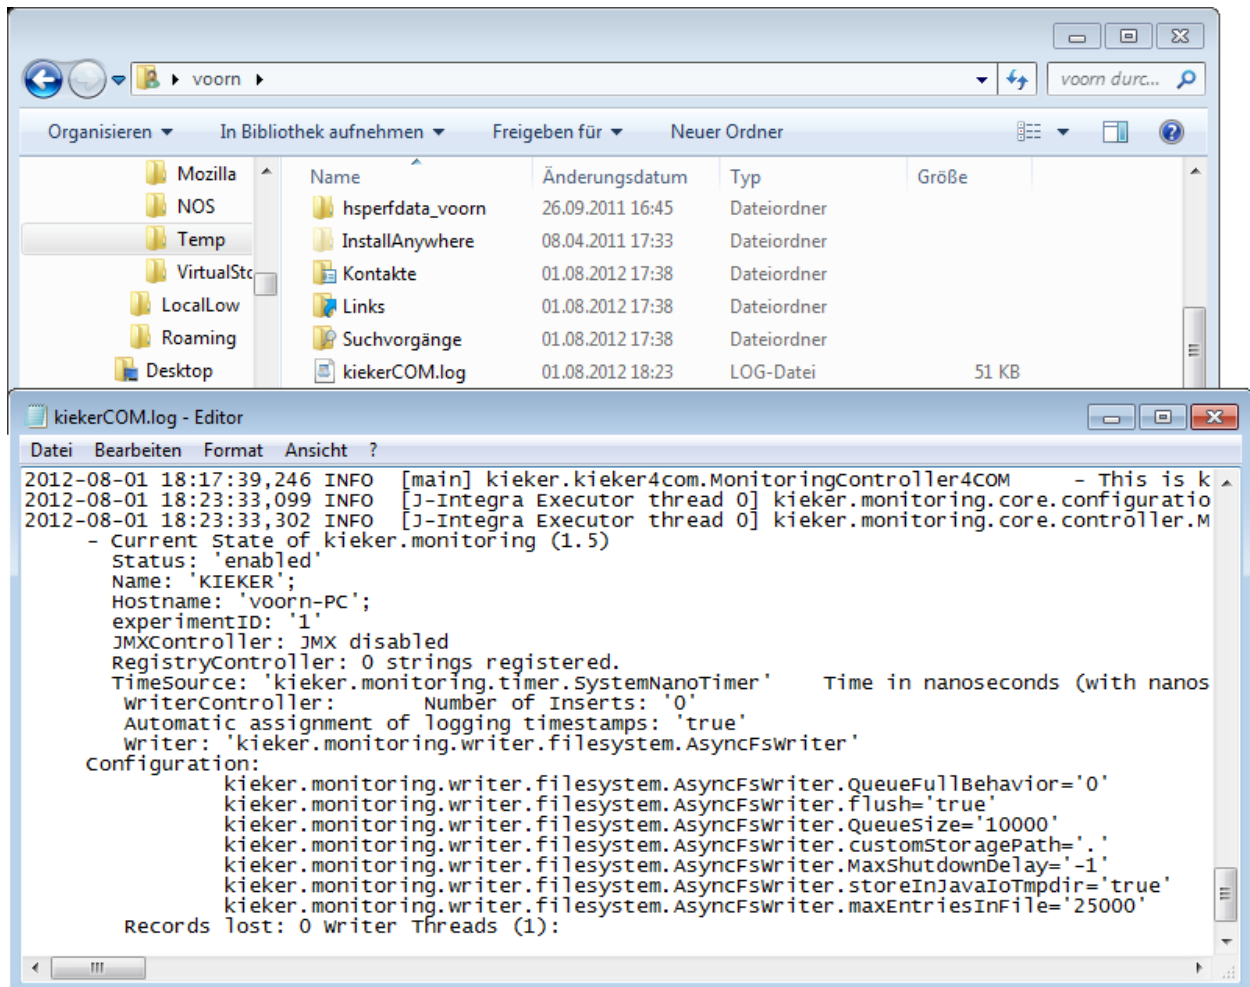 voorn
voorn durc...
Organisieren In Bibliothek aufnehmen Freigeben für Neuer Ordner
Mozilla
NOS
Temp
VirtualSto
LocalLow
Roaming
Desktop
Name Änderungsdatum Typ Größe
hsperfdata_voorn 26.09.2011 16:45 Dateiordner
InstallAnywhere 08.04.2011 17:33 Dateiordner
Kontakte 01.08.2012 17:38 Dateiordner
Links 01.08.2012 17:38 Dateiordner
Suchvorgänge 01.08.2012 17:38 Dateiordner
kiekerCOM.log 01.08.2012 18:23 LOG-Datei 51 KB
kiekerCOM.log - Editor
Datei Bearbeiten Format Ansicht ?
2012-08-01 18:17:39,246 INFO [main] kieker.kieker4com.MonitoringController4COM - This is k
2012-08-01 18:23:33,099 INFO [J-Integra Executor thread 0] kieker.monitoring.core.configuratio
2012-08-01 18:23:33,302 INFO [J-Integra Executor thread 0] kieker.monitoring.core.controller.M
- Current State of kieker.monitoring (1.5)
Status: 'enabled'
Name: 'KIEKER';
Hostname: 'voorn-PC';
experimentID: '1'
JMXController: JMX disabled
RegistryController: 0 strings registered.
TimeSource: 'kieker.monitoring.timer.SystemNanoTimer' Time in nanoseconds (with nanos
WriterController: Number of Inserts: '0'
Automatic assignment of logging timestamps: 'true'
Writer: 'kieker.monitoring.writer.filesystem.AsyncFsWriter'
Configuration:
kieker.monitoring.writer.filesystem.AsyncFsWriter.QueueFullBehavior='0'
kieker.monitoring.writer.filesystem.AsyncFsWriter.flush='true'
kieker.monitoring.writer.filesystem.AsyncFsWriter.QueueSize='10000'
kieker.monitoring.writer.filesystem.AsyncFsWriter.customStoragePath='.'
kieker.monitoring.writer.filesystem.AsyncFsWriter.MaxShutdownDelay='-1'
kieker.monitoring.writer.filesystem.AsyncFsWriter.storeInJavaIoTmpdir='true'
kieker.monitoring.writer.filesystem.AsyncFsWriter.maxEntriesInFile='25000'
Records lost: 0 Writer Threads (1):